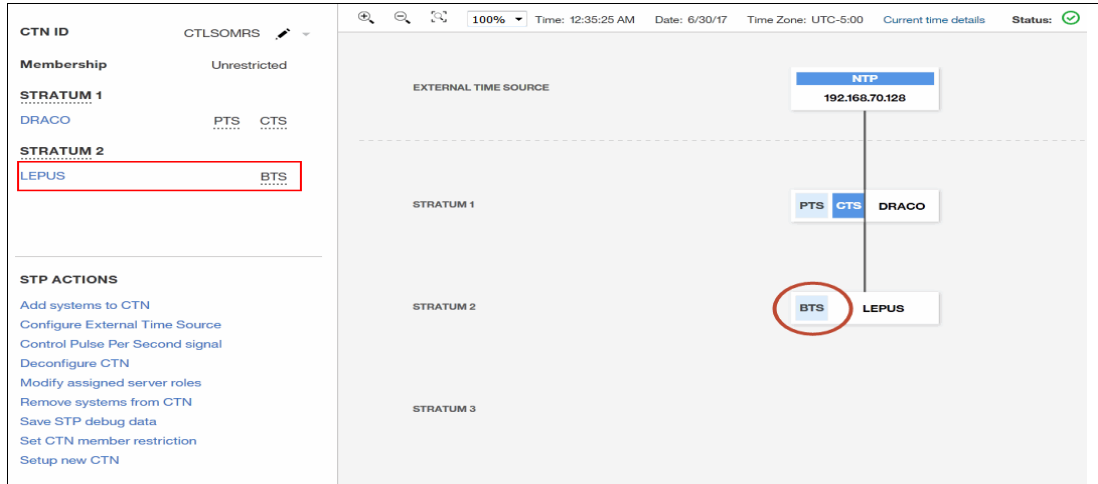 CTN ID CTLSOMRS
Membership Unrestricted
STRATUM 1
DRACO PTS CTS
STRATUM 2
LEPUS BTS
STP ACTIONS
Add systems to CTN
Configure External Time Source
Control Pulse Per Second signal
Deconfigure CTN
Modify assigned server roles
Remove systems from CTN
Save STP debug data
Set CTN member restriction
Setup new CTN
100% Time: 12:35:25 AM Date: 6/30/17 Time Zone: UTC-5:00 Current time details Status:
EXTERNAL TIME SOURCE
NTP
192.168.70.128
STRATUM 1
PTS CTS DRACO
STRATUM 2
BTS LEPUS
STRATUM 3